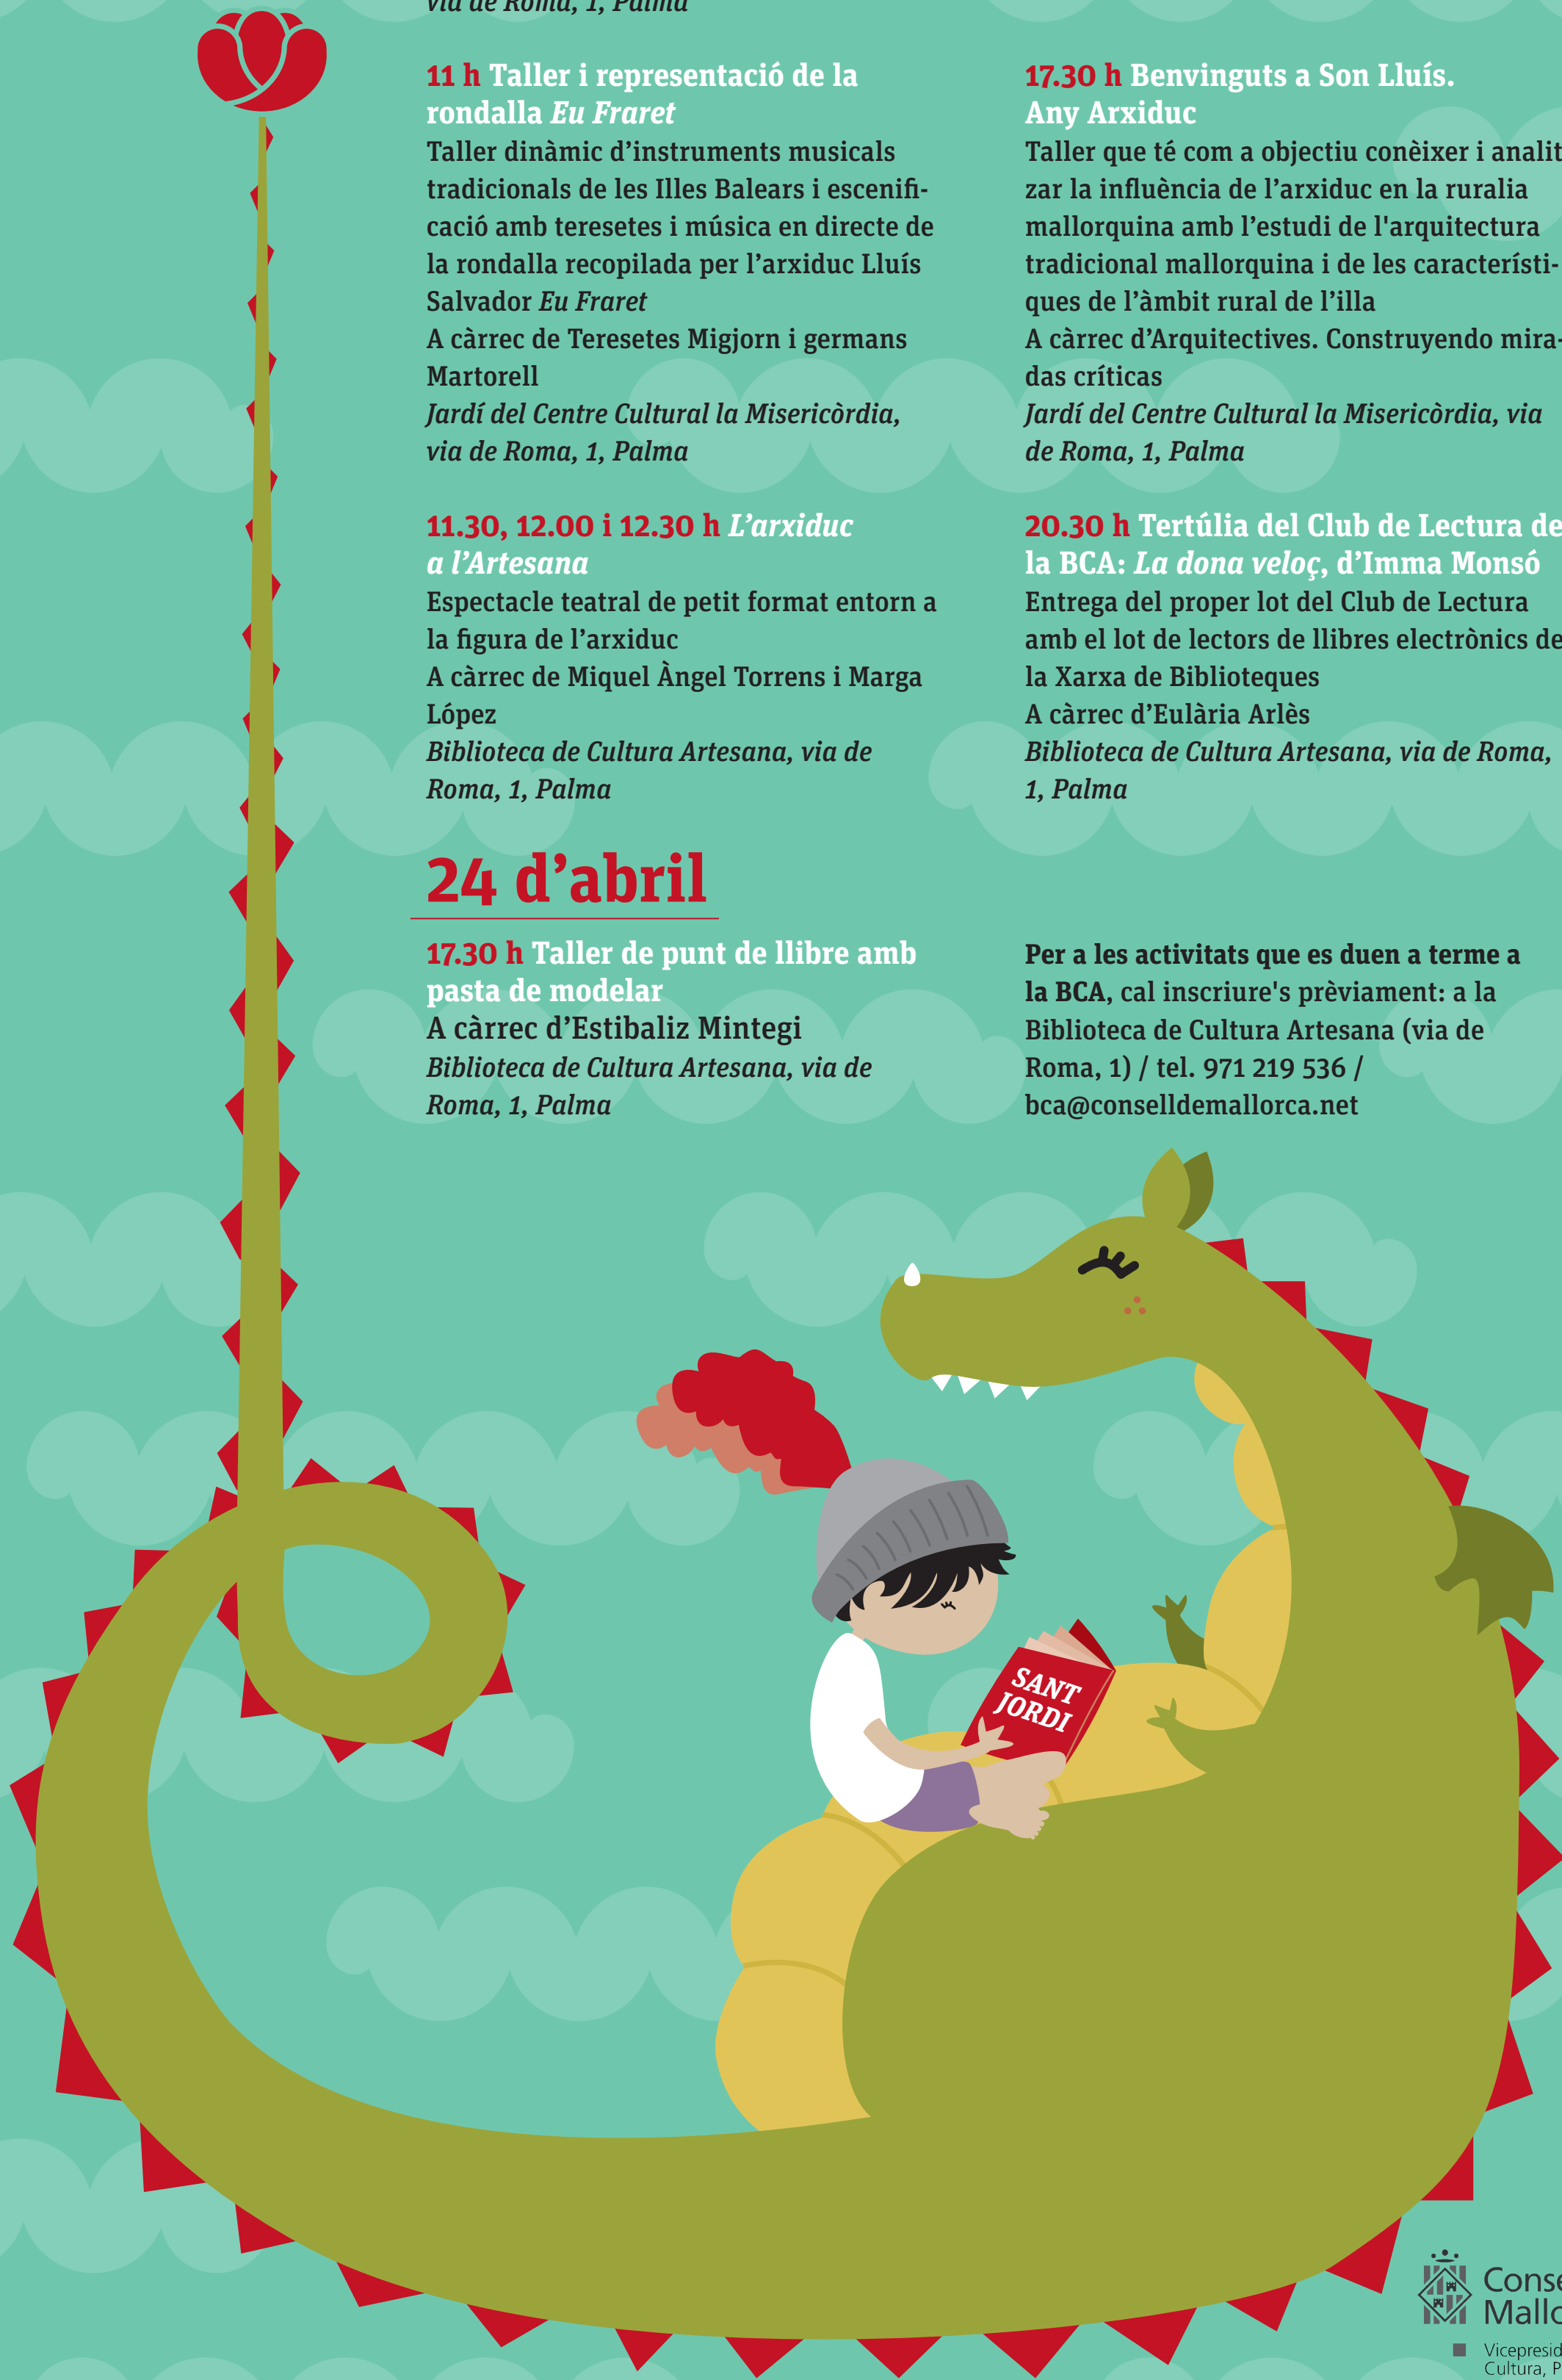 via de Roma, 1, Palma
11 h Taller i representació de la
rondalla Eu Fraret
Taller dinàmic d’instruments musicals
tradicionals de les Illes Balears i escenifi-
cació amb teresetes i música en directe de
la rondalla recopilada per l’arxiduc Lluís
Salvador Eu Fraret
A càrrec de Teresetes Migjorn i germans
Martorell
Jardí del Centre Cultural la Misericòrdia,
via de Roma, 1, Palma
11.30, 12.00 i 12.30 h L’arxiduc
a l’Artesana
Espectacle teatral de petit format entorn a
la figura de l’arxiduc
A càrrec de Miquel Àngel Torrens i Marga
López
Biblioteca de Cultura Artesana, via de
Roma, 1, Palma
17.30 h Benvinguts a Son Lluís.
Any Arxiduc
Taller que té com a objectiu conèixer i analit
zar la influència de l’arxiduc en la ruralia
mallorquina amb l’estudi de l'arquitectura
tradicional mallorquina i de les característi-
ques de l’àmbit rural de l’illa
A càrrec d’Arquitectives. Construyendo mira-
das crítiques
Jardí del Centre Cultural la Misericòrdia, via
de Roma, 1, Palma
20.30 h Tertúlia del Club de Lectura de
la BCA: La dona veloç, d’Imma Monsó
Entrega del proper lot del Club de Lectura
amb el lot de lectors de llibres electrònics de
la Xarxa de Biblioteques
A càrrec d’Eulària Arlès
Biblioteca de Cultura Artesana, via de Roma,
1, Palma
24 d’abril
17.30 h Taller de punt de llibre amb
pasta de modelar
A càrrec d’Estibaliz Mintegi
Biblioteca de Cultura Artesana, via de
Roma, 1, Palma
Per a les activitats que es duen a terme a
la BCA, cal inscriure's prèviament: a la
Biblioteca de Cultura Artesana (via de
Roma, 1) / tel. 971 219 536 /
bca@conselldemallorca.net
SANT
JORDI
Conse
Mallo
Vicepresid
Cultura, P